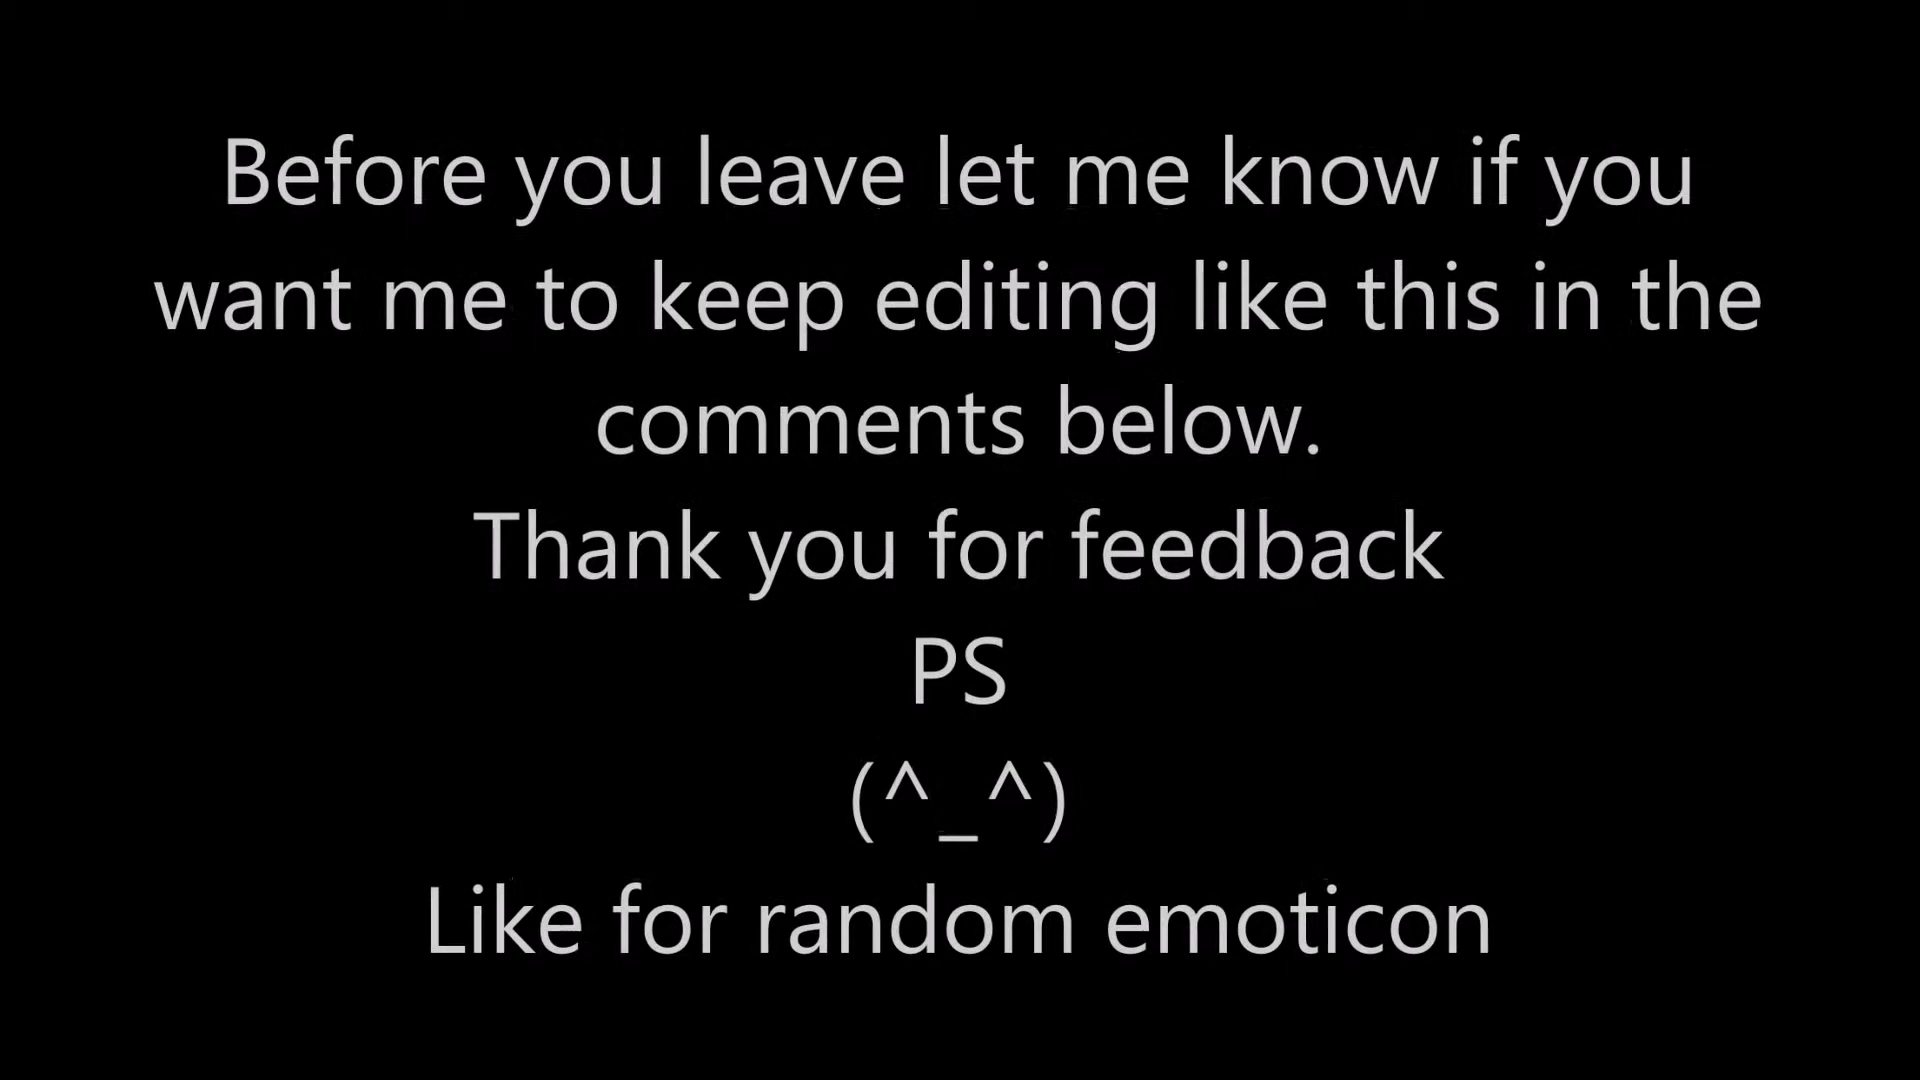 Before you leave let me know if you
want me to keep editing like this in the
comments below.
Thank you for feedback
PS
(^_^)
Like for random emoticon